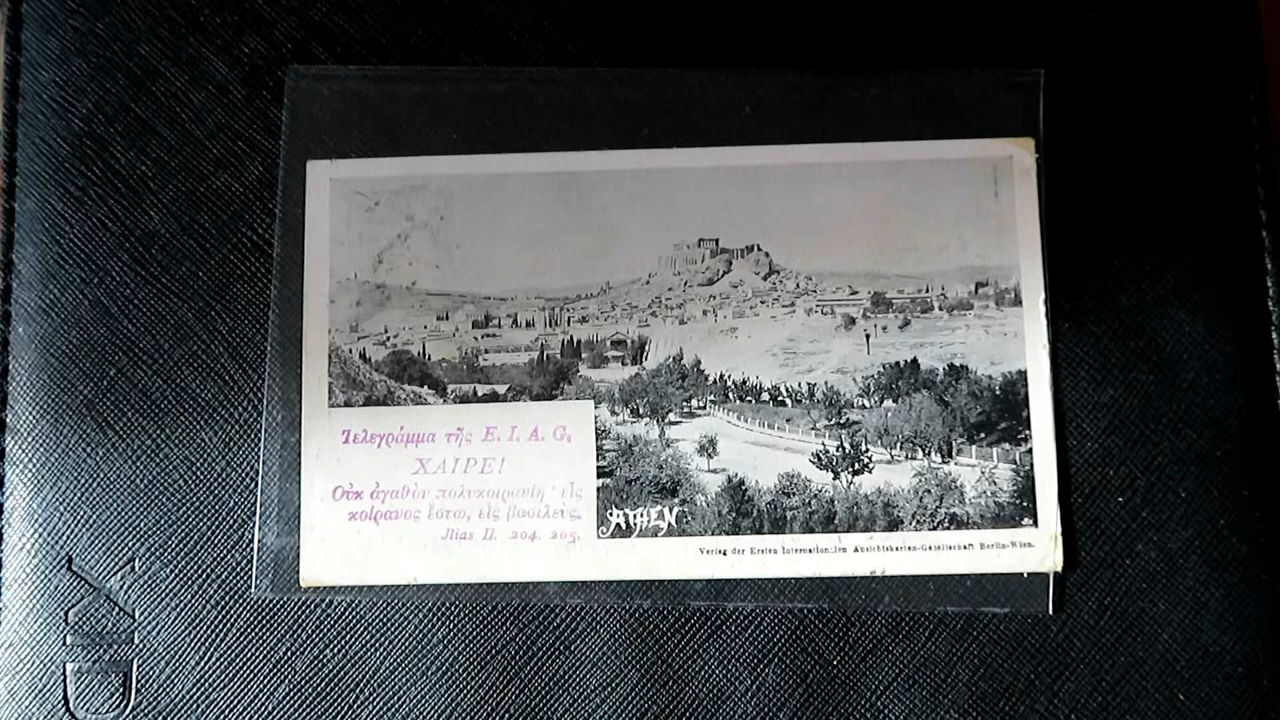 Τελεγράμμα τῆς E. I. A. G.
ΧΑΙΡΕ!
Οὐκ ἀγαθὸν πολυκοιρανίη · εἷς
κοίρανος ἔστω, εἷς βασιλεύς.
Ilias II. 204. 205.
ATHEN
Verlag der Ersten Internationalen Ansichtskarten-Gesellschaft Berlin-Wien.